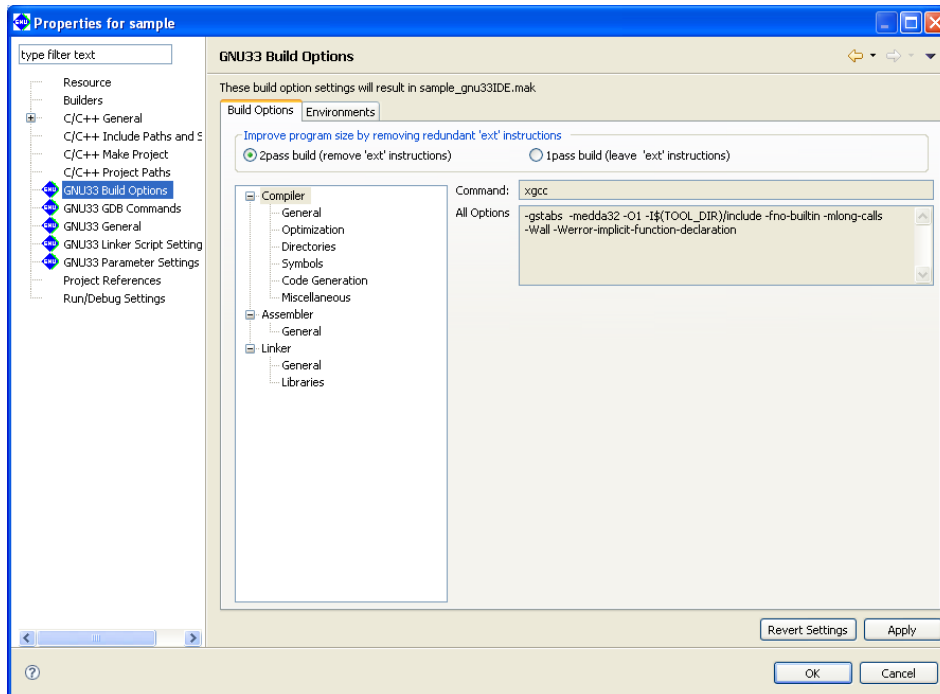 Properties for sample
type filter text
Resource
Builders
C/C++ General
C/C++ Include Paths and S
C/C++ Make Project
C/C++ Project Paths
GNU33 Build Options
GNU33 GDB Commands
GNU33 General
GNU33 Linker Script Setting
GNU33 Parameter Settings
Project References
Run/Debug Settings
GNU33 Build Options
These build option settings will result in sample_gnu33IDE.mak
Build Options
Environments
Improve program size by removing redundant 'ext' instructions
2pass build (remove 'ext' instructions)
1pass build (leave 'ext' instructions)
Compiler
General
Optimization
Directories
Symbols
Code Generation
Miscellaneous
Assembler
General
Linker
General
Libraries
Command:
xgcc
All Options
-gstabs -medda32 -O1 -I$(TOOL_DIR)/include -fno-builtin -mlong-calls
-Wall -Werror-implicit-function-declaration
Revert Settings
Apply
OK
Cancel